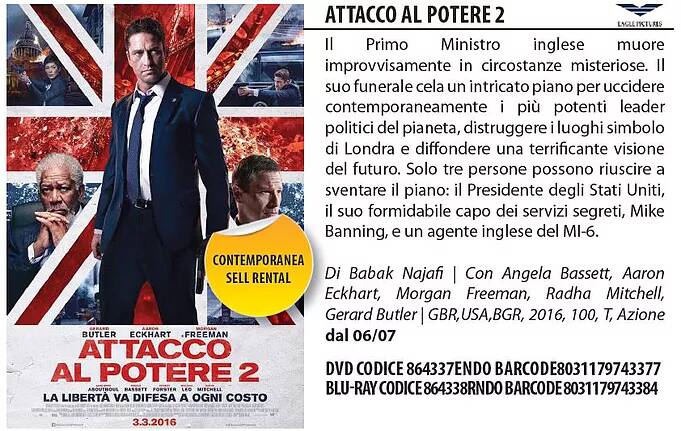 ATTACCO AL POTERE 2
EAGLE PICTURES
Il Primo Ministro inglese muore
improvvisamente in circostanze misteriose. Il
suo funerale cela un intricato piano per uccidere
contemporaneamente i più potenti leader
politici del pianeta, distruggere i luoghi simbolo
di Londra e diffondere una terrificante visione
del futuro. Solo tre persone possono riuscire a
sventare il piano: il Presidente degli Stati Uniti,
il suo formidabile capo dei servizi segreti, Mike
Banning, e un agente inglese del MI-6.
Di Babak Najafi | Con Angela Bassett, Aaron
Eckhart, Morgan Freeman, Radha Mitchell,
Gerard Butler | GBR,USA,BGR, 2016, 100, T, Azione
dal 06/07
DVD CODICE 864337ENDO BARCODE8031179743377
BLU-RAY CODICE 864338RNDO BARCODE 8031179743384
CONTEMPORANEA
SELL RENTAL
GERARD AARON MORGAN
BUTLER ECKHART FREEMAN
ATTACCO
AL POTERE 2
ABOUTBOUL BASSETT FORSTER LEO MITCHELL
LA LIBERTÀ VA DIFESA A OGNI COSTO
3.3.2016